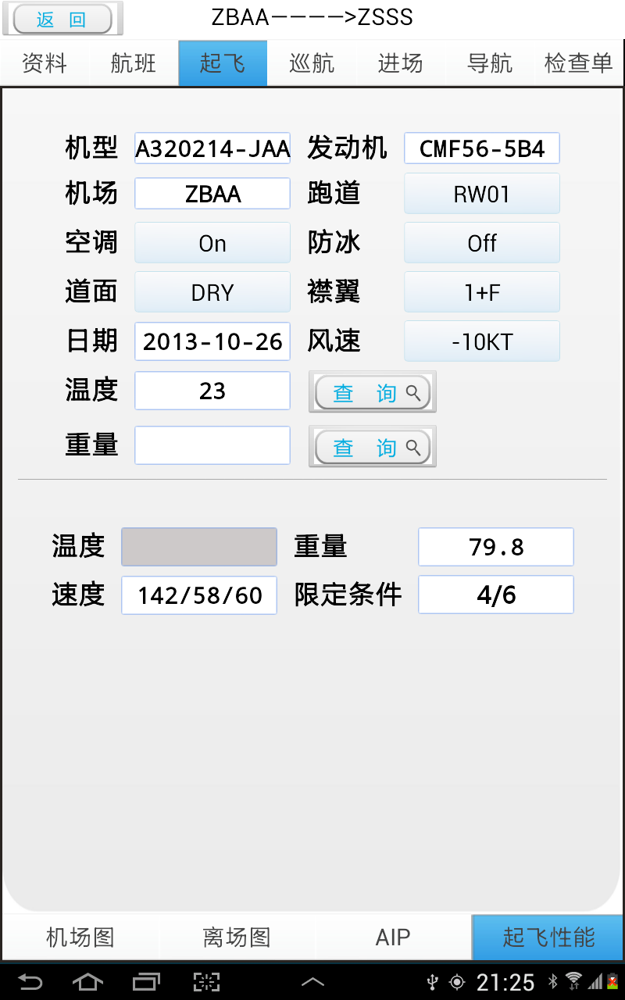 返 回 ZBAA————>ZSSS
资料 航班 起飞 巡航 进场 导航 检查单
机型 A320214-JAA 发动机 CMF56-5B4
机场 ZBAA 跑道 RW01
空调 On 防冰 Off
道面 DRY 襟翼 1+F
日期 2013-10-26 风速 -10KT
温度 23 查 询
重量 查 询
温度 重量 79.8
速度 142/58/60 限定条件 4/6
机场图 离场图 AIP 起飞性能
21:25